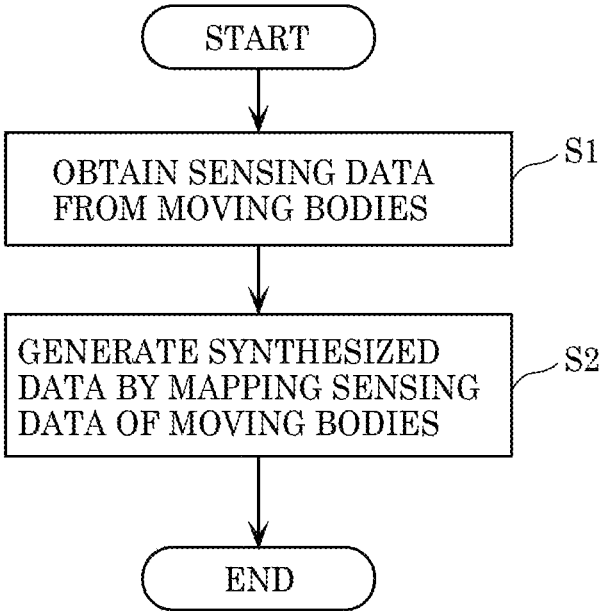 START
OBTAIN SENSING DATA
FROM MOVING BODIES
S1
GENERATE SYNTHESIZED
DATA BY MAPPING SENSING
DATA OF MOVING BODIES
S2
END